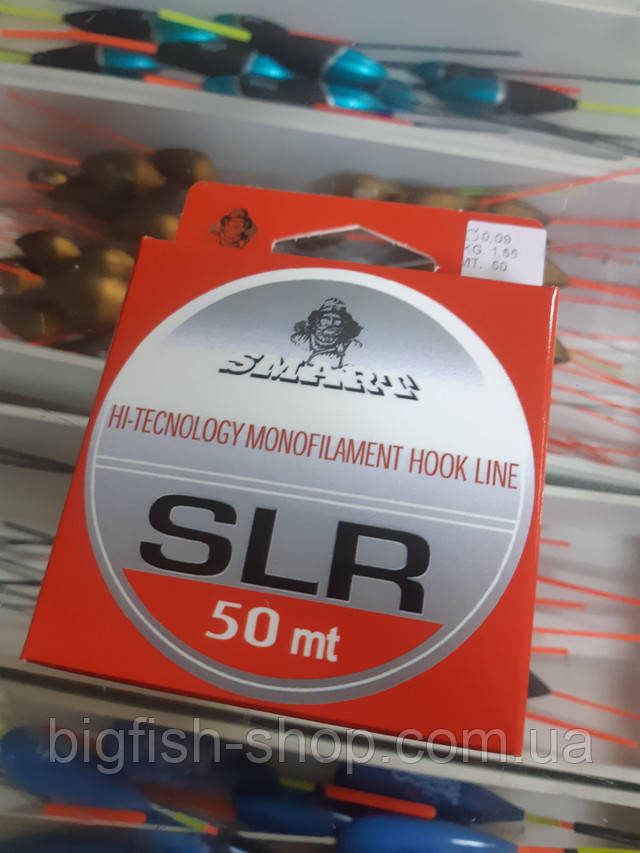 Ø 0,09
KG. 1,55
MT. 50
SMART
HI-TECNOLOGY MONOFILAMENT HOOK LINE
SLR
50 mt
bigfish-shop.com.ua